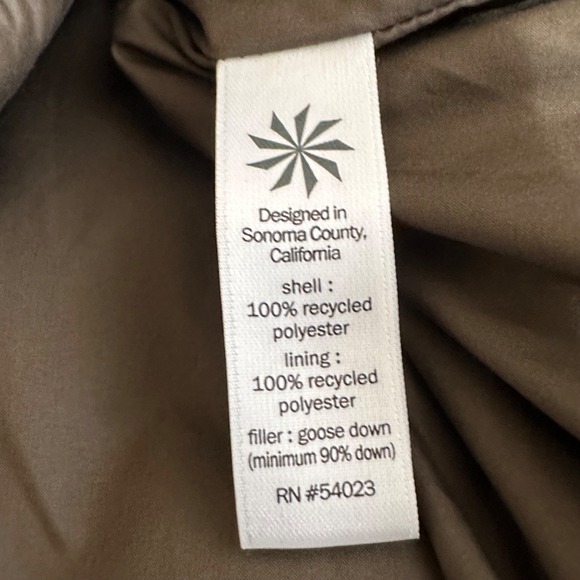 Designed in
Sonoma County,
California
shell :
100% recycled
polyester
lining :
100% recycled
polyester
filler : goose down
(minimum 90% down)
RN #54023